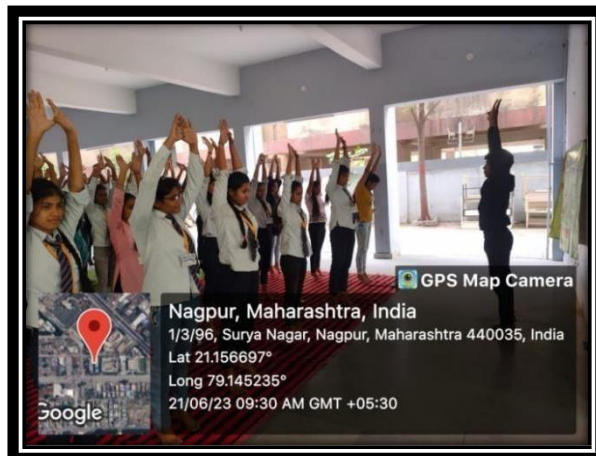 GPS Map Camera
Nagpur, Maharashtra, India
1/3/96, Surya Nagar, Nagpur, Maharashtra 440035, India
Lat 21.156697°
Long 79.145235°
21/06/23 09:30 AM GMT +05:30
Google